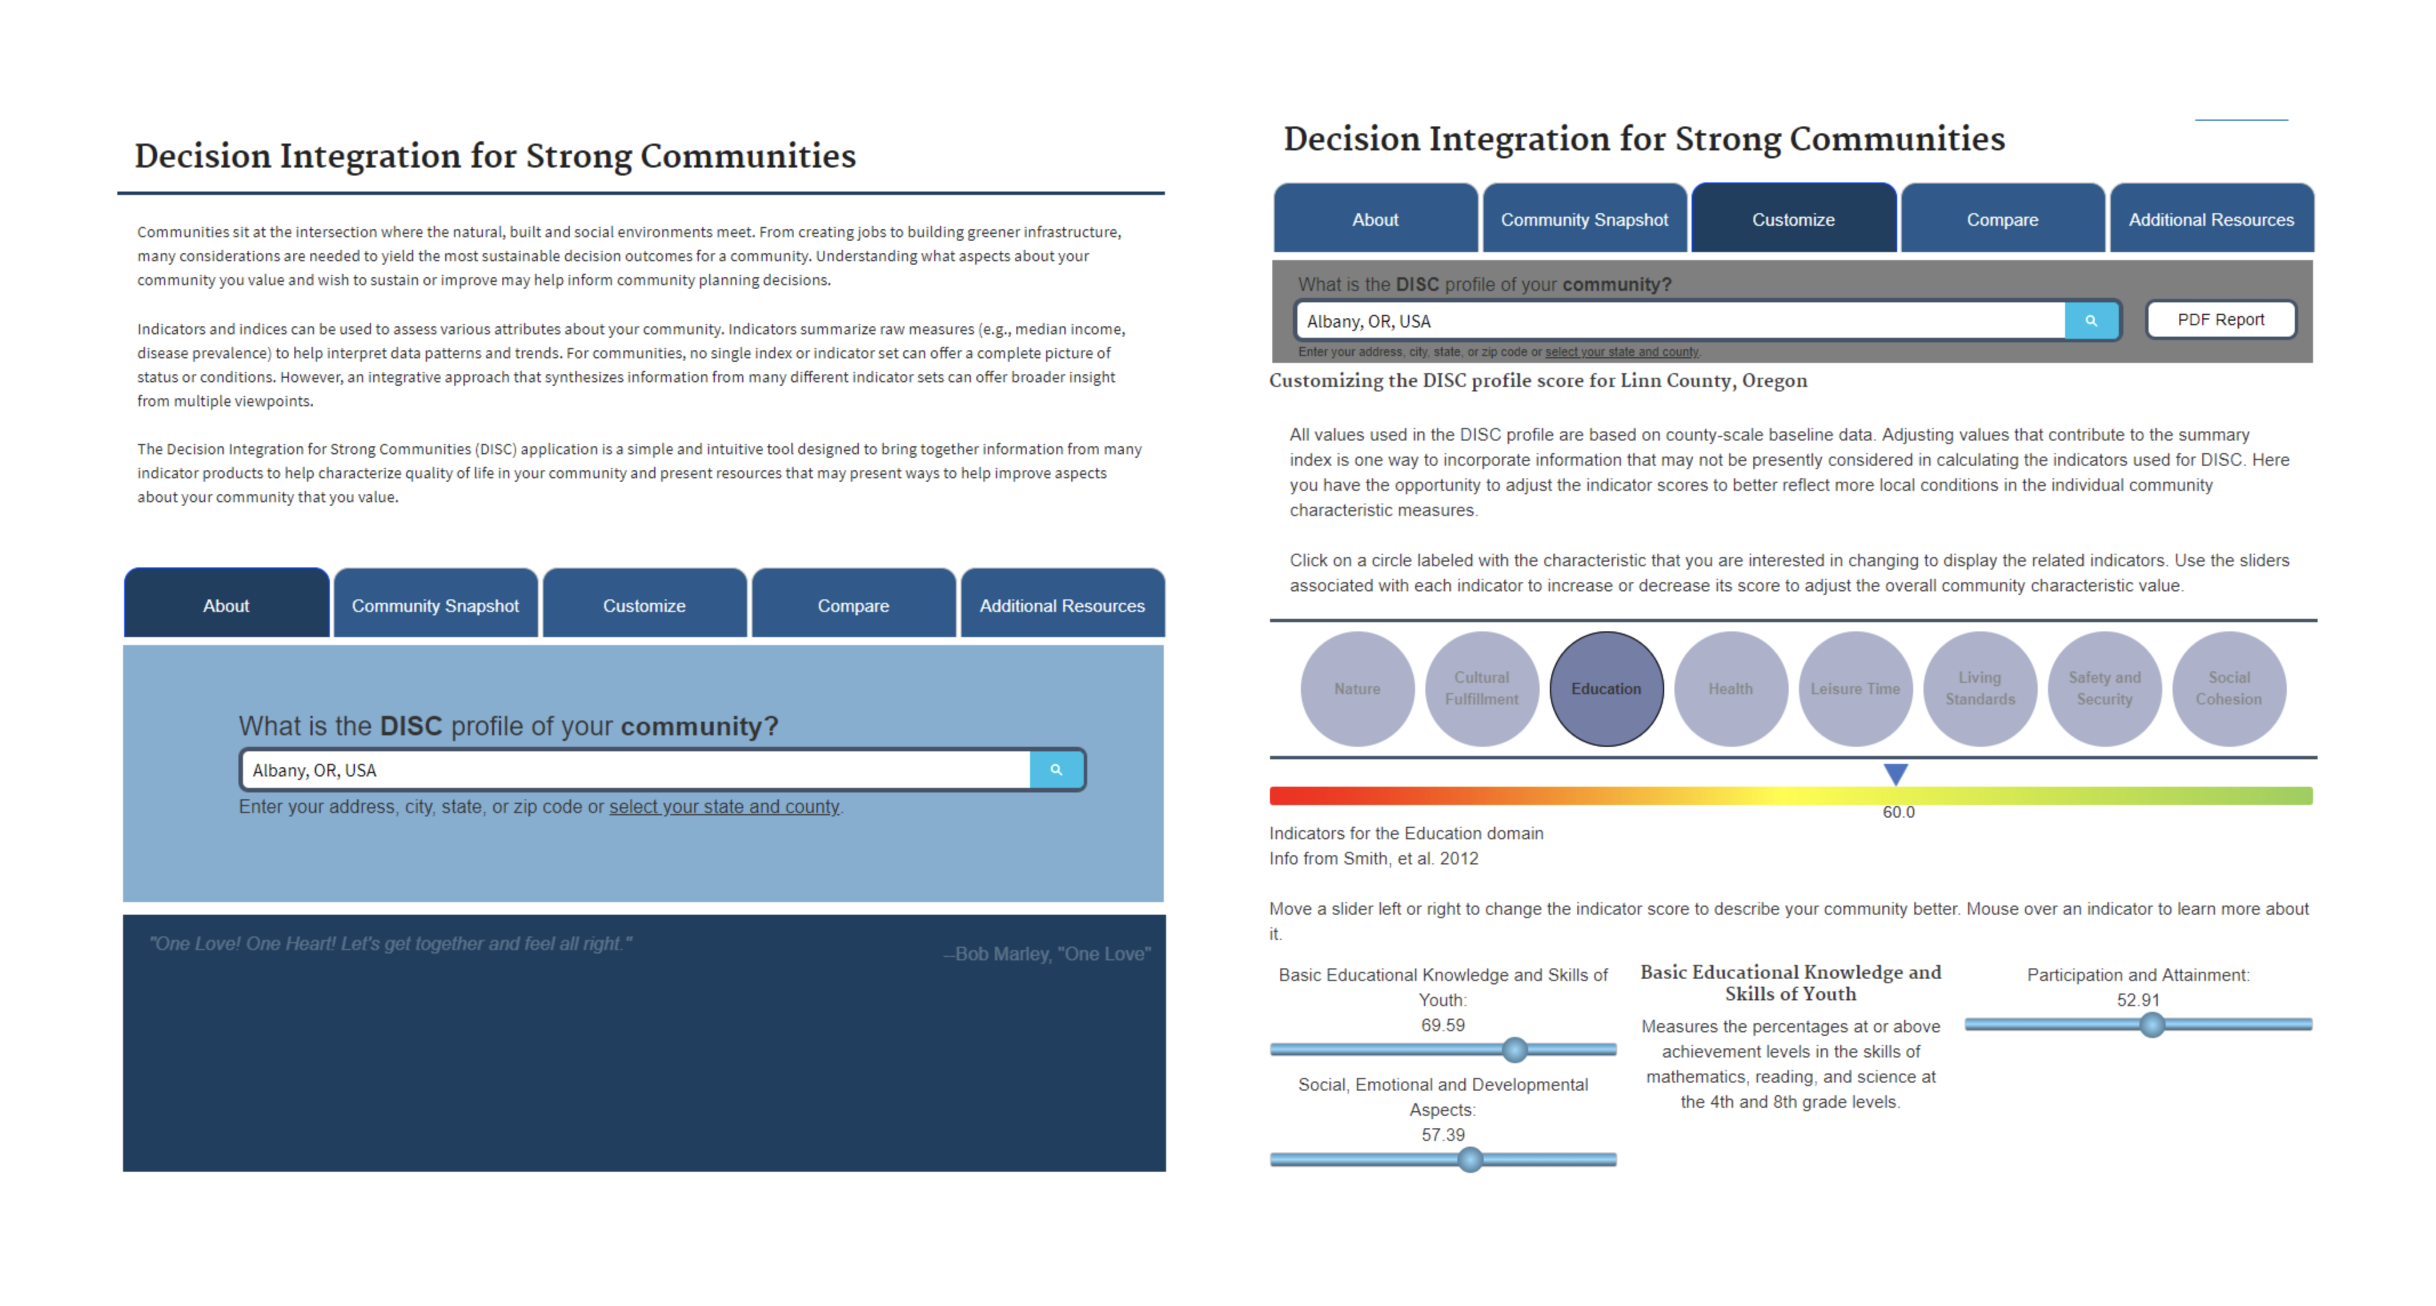 Decision Integration for Strong Communities
Communities sit at the intersection where the natural, built and social environments meet. From creating jobs to building greener infrastructure,
many considerations are needed to yield the most sustainable decision outcomes for a community. Understanding what aspects about your
community you value and wish to sustain or improve may help inform community planning decisions.
Indicators and indices can be used to assess various attributes about your community. Indicators summarize raw measures (e.g., median income,
disease prevalence) to help interpret data patterns and trends. For communities, no single index or indicator set can offer a complete picture of
status or conditions. However, an integrative approach that synthesizes information from many different indicator sets can offer broader insight
from multiple viewpoints.
The Decision Integration for Strong Communities (DISC) application is a simple and intuitive tool designed to bring together information from many
indicator products to help characterize quality of life in your community and present resources that may present ways to help improve aspects
about your community that you value.
About Community Snapshot Customize Compare Additional Resources
What is the DISC profile of your community?
Albany, OR, USA
Enter your address, city, state, or zip code or select your state and county.
"One Love! One Heart! Let's get together and feel all right."
--Bob Marley, "One Love"
Decision Integration for Strong Communities
About Community Snapshot Customize Compare Additional Resources
What is the DISC profile of your community?
Albany, OR, USA PDF Report
Enter your address, city, state, or zip code or select your state and county.
Customizing the DISC profile score for Linn County, Oregon
All values used in the DISC profile are based on county-scale baseline data. Adjusting values that contribute to the summary
index is one way to incorporate information that may not be presently considered in calculating the indicators used for DISC. Here
you have the opportunity to adjust the indicator scores to better reflect more local conditions in the individual community
characteristic measures.
Click on a circle labeled with the characteristic that you are interested in changing to display the related indicators. Use the sliders
associated with each indicator to increase or decrease its score to adjust the overall community characteristic value.
Nature
Cultural
Fulfillment
Education
Health
Leisure Time
Living
Standards
Safety and
Security
Social
Cohesion
60.0
Indicators for the Education domain
Info from Smith, et al. 2012
Move a slider left or right to change the indicator score to describe your community better. Mouse over an indicator to learn more about
it.
Basic Educational Knowledge and Skills of
Youth:
69.59
Social, Emotional and Developmental
Aspects:
57.39
Basic Educational Knowledge and
Skills of Youth
Measures the percentages at or above
achievement levels in the skills of
mathematics, reading, and science at
the 4th and 8th grade levels.
Participation and Attainment:
52.91